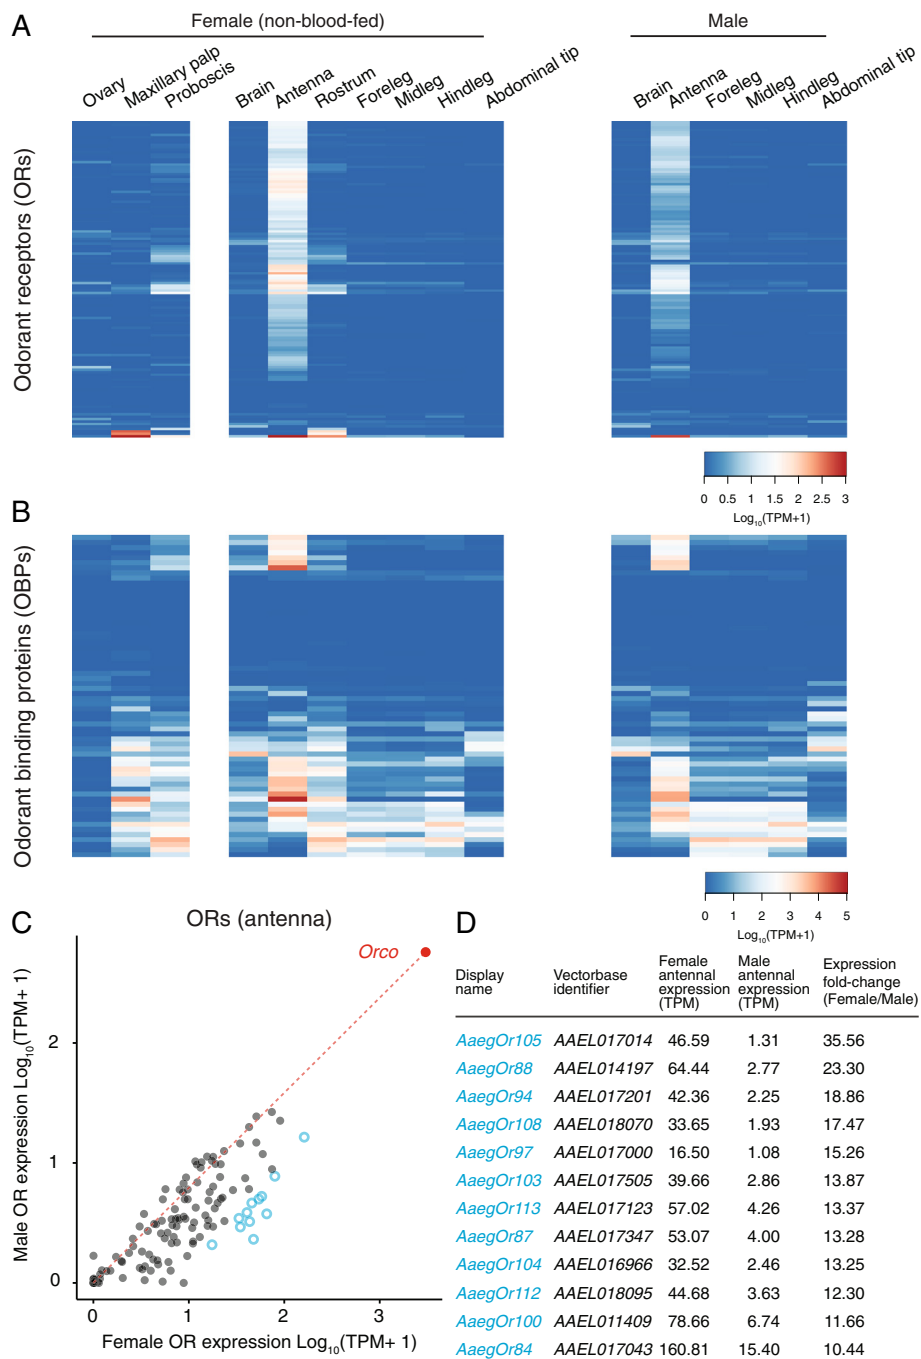 A
Female (non-blood-fed)
Male
Ovary
Maxillary palp
Proboscis
Brain
Antenna
Rostrum
Foreleg
Midleg
Hindleg
Abdominal tip
Brain
Antenna
Foreleg
Midleg
Hindleg
Abdominal tip
Odorant receptors (ORs)
0 0.5 1 1.5 2 2.5 3
Log10(TPM+1)
B
Odorant binding proteins (OBPs)
0 1 2 3 4 5
Log10(TPM+1)
C
ORs (antenna)
Orco
Male OR expression Log10(TPM+ 1)
2
1
0
0 1 2 3
Female OR expression Log10(TPM+ 1)
D
Display name Vectorbase identifier Female antennal expression (TPM) Male antennal expression (TPM) Expression fold-change (Female/Male)
AaegOr105 AAEL017014 46.59 1.31 35.56
AaegOr88 AAEL014197 64.44 2.77 23.30
AaegOr94 AAEL017201 42.36 2.25 18.86
AaegOr108 AAEL018070 33.65 1.93 17.47
AaegOr97 AAEL017000 16.50 1.08 15.26
AaegOr103 AAEL017505 39.66 2.86 13.87
AaegOr113 AAEL017123 57.02 4.26 13.37
AaegOr87 AAEL017347 53.07 4.00 13.28
AaegOr104 AAEL016966 32.52 2.46 13.25
AaegOr112 AAEL018095 44.68 3.63 12.30
AaegOr100 AAEL011409 78.66 6.74 11.66
AaegOr84 AAEL017043 160.81 15.40 10.44